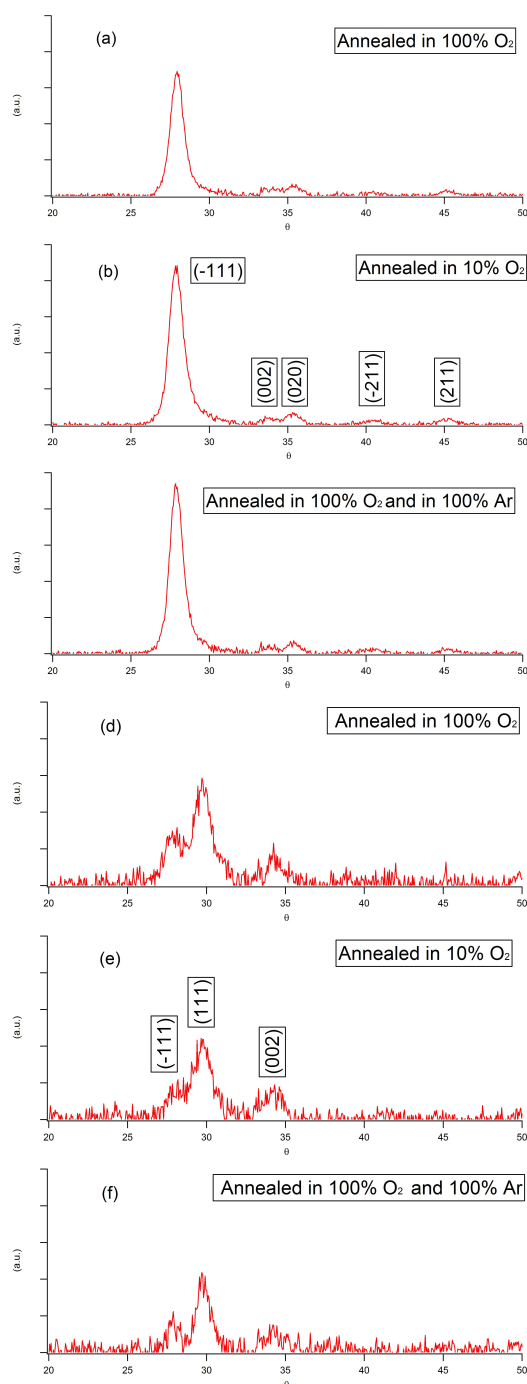 (a)
Annealed in 100% O₂
(a.u.)
20 25 30 35 40 45 50
θ
(b)
Annealed in 10% O₂
(-111)
(002)
(020)
(-211)
(211)
(a.u.)
20 25 30 35 40 45 50
θ
Annealed in 100% O₂ and in 100% Ar
(a.u.)
20 25 30 35 40 45 50
θ
(d)
Annealed in 100% O₂
(a.u.)
20 25 30 35 40 45 50
θ
(e)
Annealed in 10% O₂
(-111)
(111)
(002)
(a.u.)
20 25 30 35 40 45 50
θ
(f)
Annealed in 100% O₂ and 100% Ar
(a.u.)
20 25 30 35 40 45 50
θ